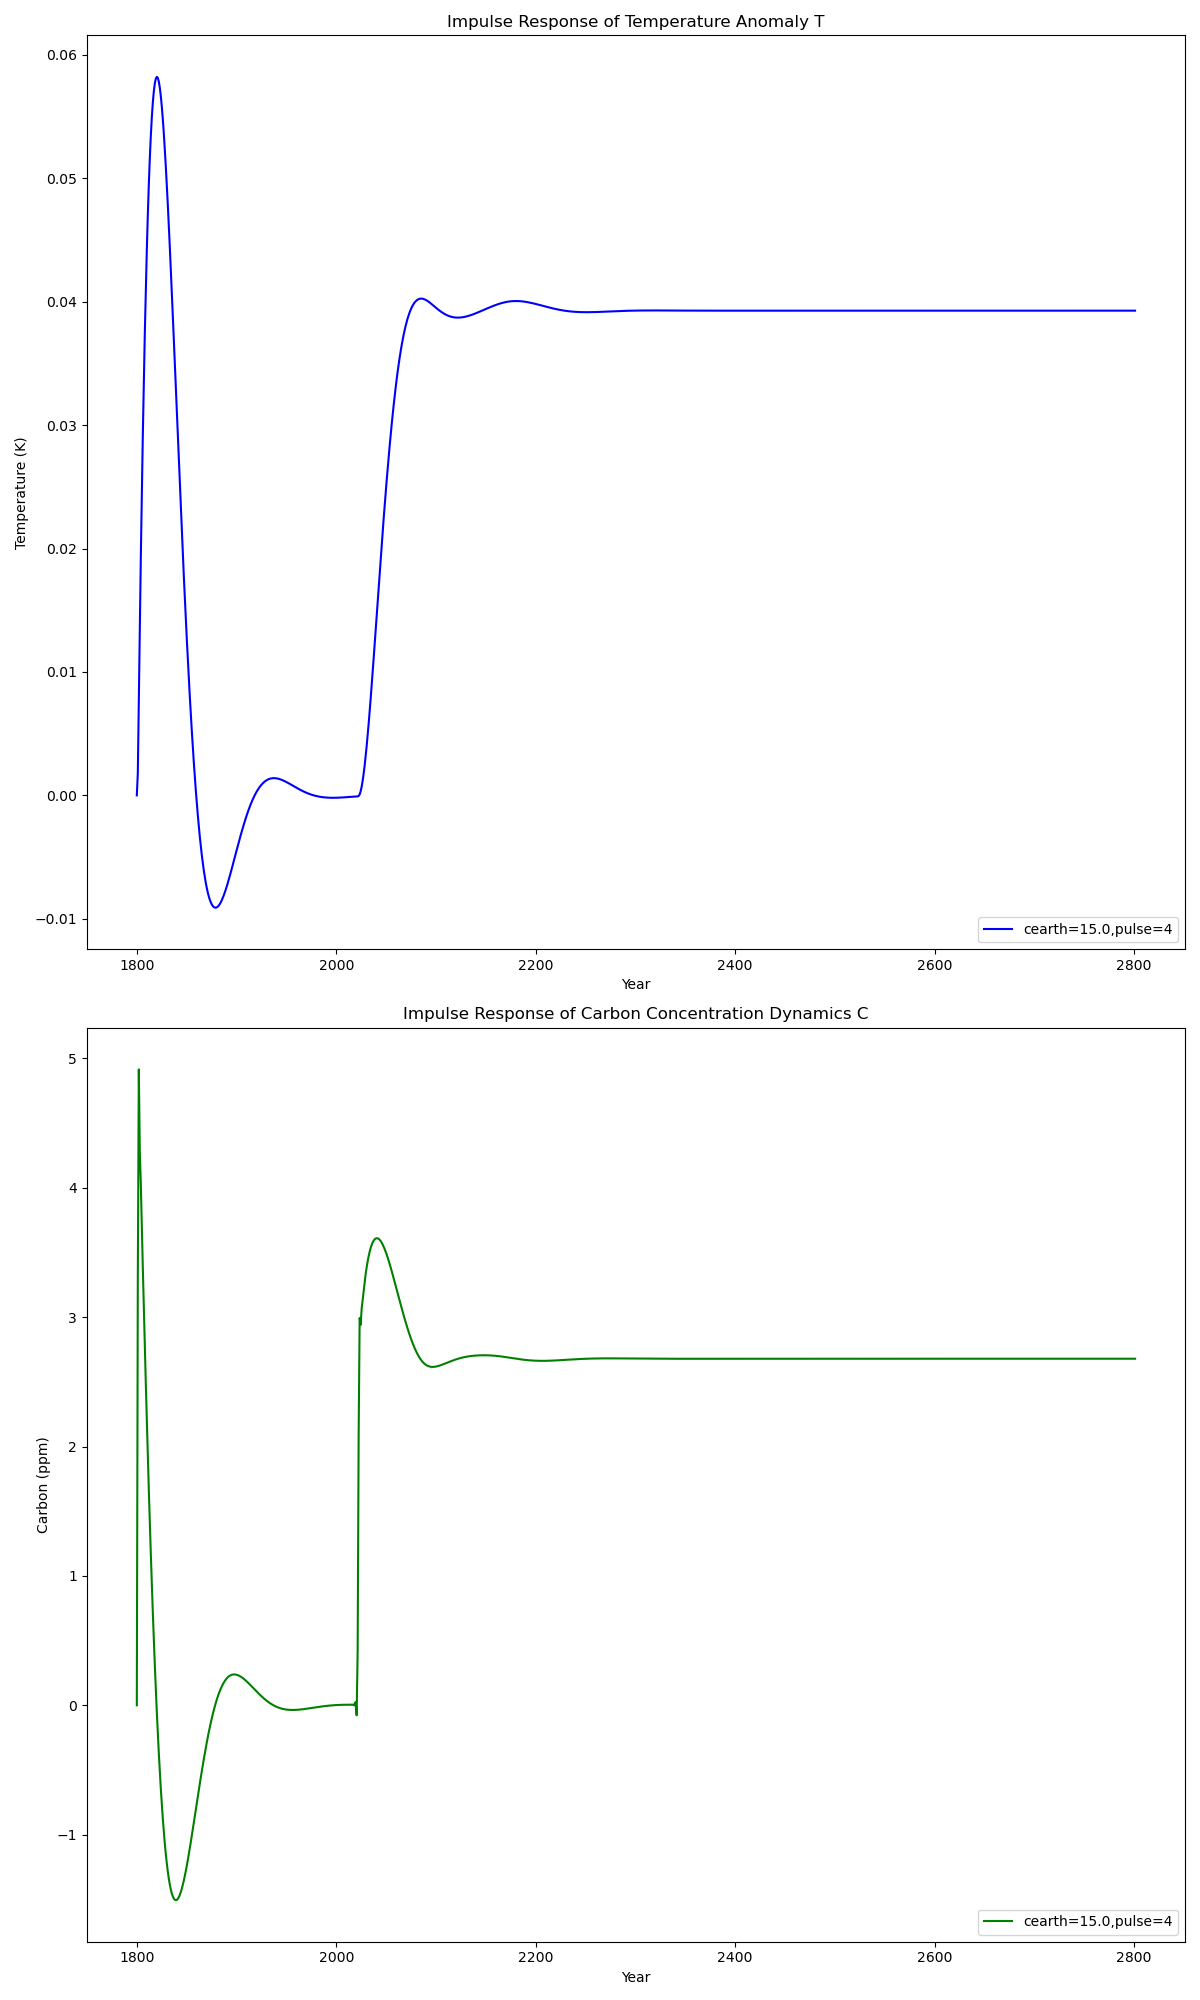 Impulse Response of Temperature Anomaly T
0.06
0.05
0.04
0.03
0.02
0.01
0.00
−0.01
Temperature (K)
cearth=15.0,pulse=4
1800 2000 2200 2400 2600 2800
Year
Impulse Response of Carbon Concentration Dynamics C
5
4
3
2
1
0
−1
Carbon (ppm)
cearth=15.0,pulse=4
1800 2000 2200 2400 2600 2800
Year